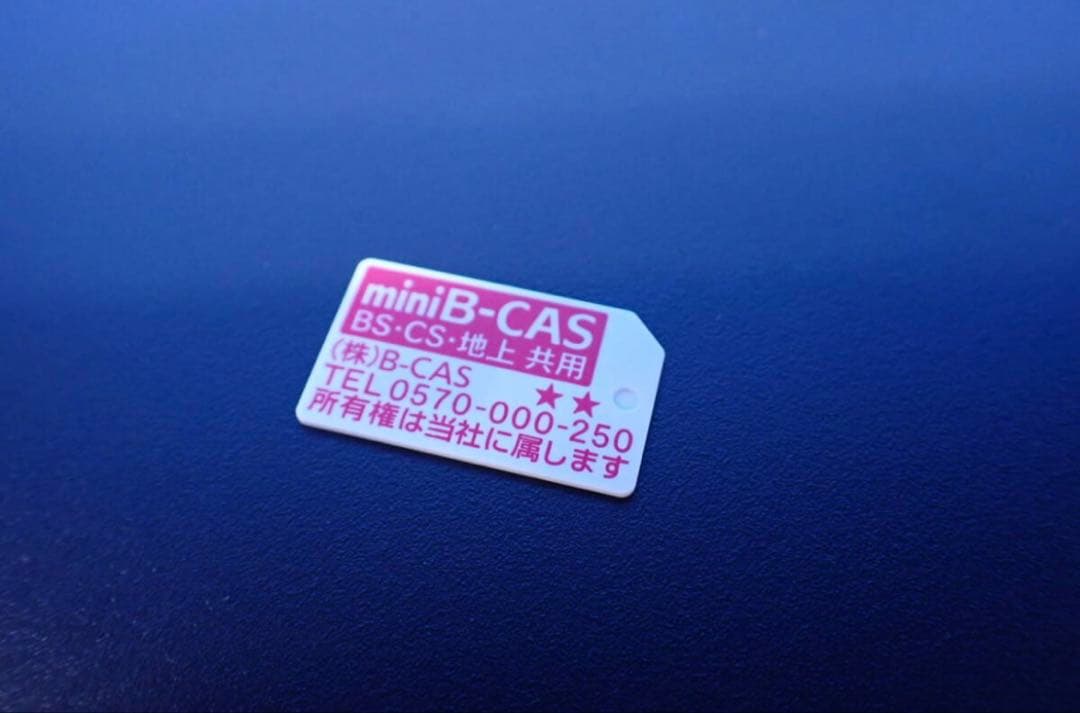 miniB-CAS
BS・CS・地上 共用
(株)B-CAS ★★
TEL 0570-000-250
所有権は当社に属します